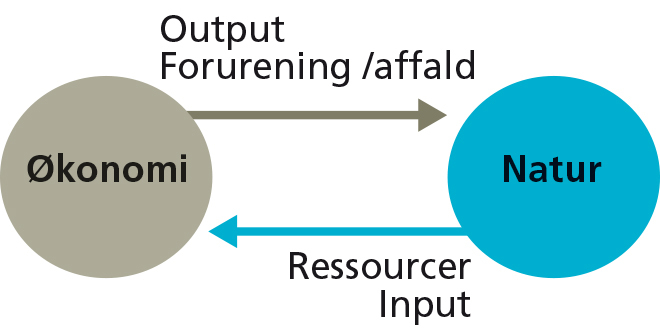 Output
Forurening /affald
Økonomi
Natur
Ressourcer
Input